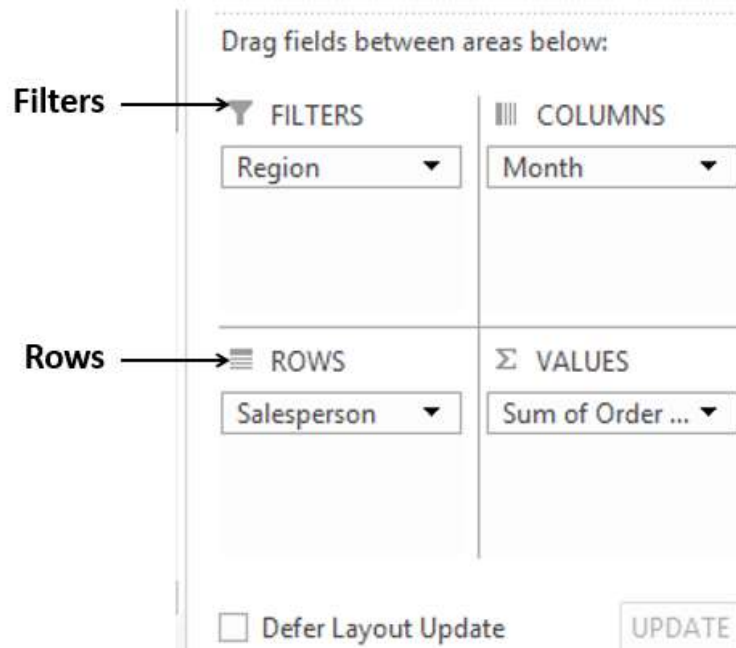 Drag fields between areas below:
Filters
FILTERS
COLUMNS
Region
Month
Rows
ROWS
Σ VALUES
Salesperson
Sum of Order ...
Defer Layout Update
UPDATE